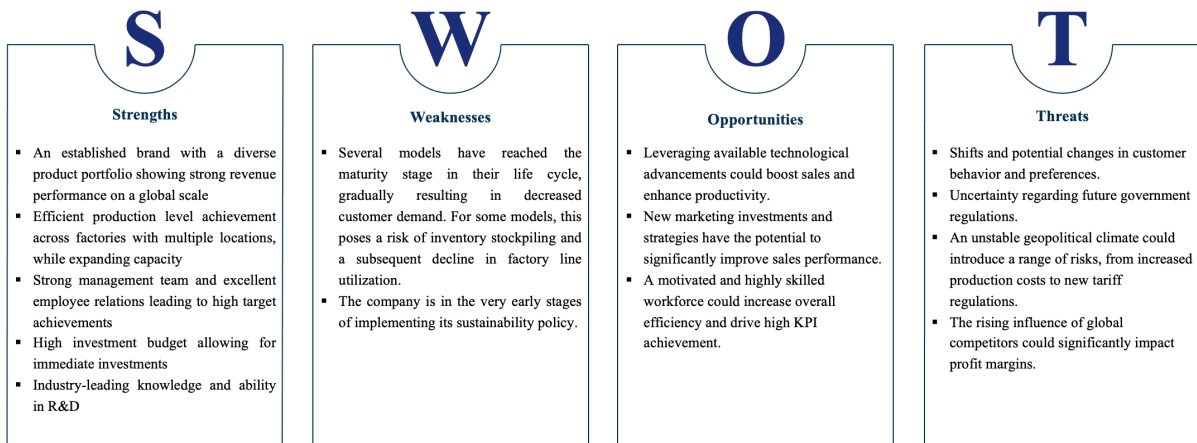 S
Strengths
▪ An established brand with a diverse
product portfolio showing strong revenue
performance on a global scale
▪ Efficient production level achievement
across factories with multiple locations,
while expanding capacity
▪ Strong management team and excellent
employee relations leading to high target
achievements
▪ High investment budget allowing for
immediate investments
▪ Industry-leading knowledge and ability
in R&D
W
Weaknesses
▪ Several models have reached the
maturity stage in their life cycle,
gradually resulting in decreased
customer demand. For some models, this
poses a risk of inventory stockpiling and
a subsequent decline in factory line
utilization.
▪ The company is in the very early stages
of implementing its sustainability policy.
O
Opportunities
▪ Leveraging available technological
advancements could boost sales and
enhance productivity.
▪ New marketing investments and
strategies have the potential to
significantly improve sales performance.
▪ A motivated and highly skilled
workforce could increase overall
efficiency and drive high KPI
achievement.
T
Threats
▪ Shifts and potential changes in customer
behavior and preferences.
▪ Uncertainty regarding future government
regulations.
▪ An unstable geopolitical climate could
introduce a range of risks, from increased
production costs to new tariff
regulations.
▪ The rising influence of global
competitors could significantly impact
profit margins.